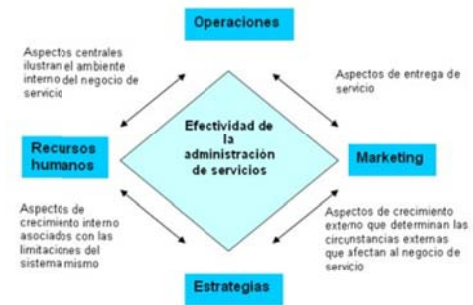 Operaciones
Aspectos centrales
ilustran el ambiente
interno del negocio de
servicio
Aspectos de entrega de
servicio
Efectividad de
la
administración
de servicios
Recursos
humanos
Marketing
Aspectos de
crecimiento interno
asociados con las
limitaciones del
sistema mismo
Aspectos de crecimiento
externo que determinan las
circunstancias externas
que afectan al negocio de
servicio
Estrategias